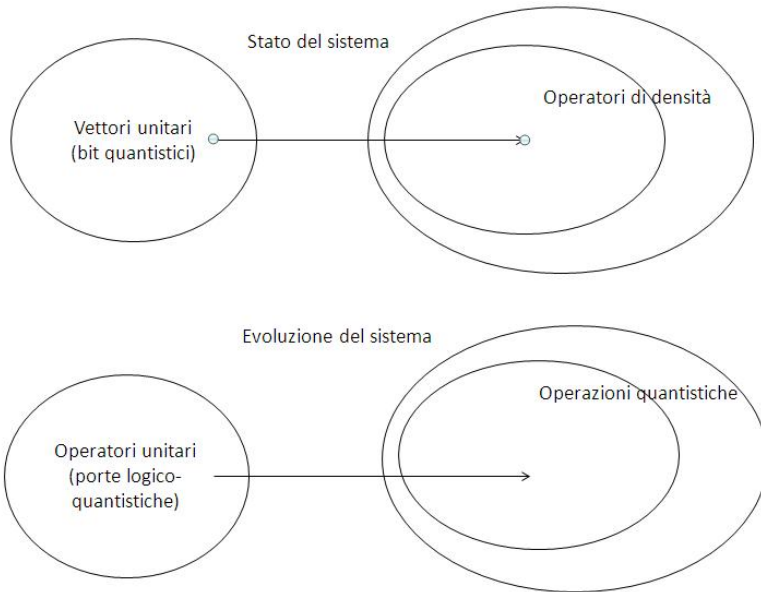 Stato del sistema
Operatori di densità
Vettori unitari
(bit quantistici)
Evoluzione del sistema
Operazioni quantistiche
Operatori unitari
(porte logico-
quantistiche)